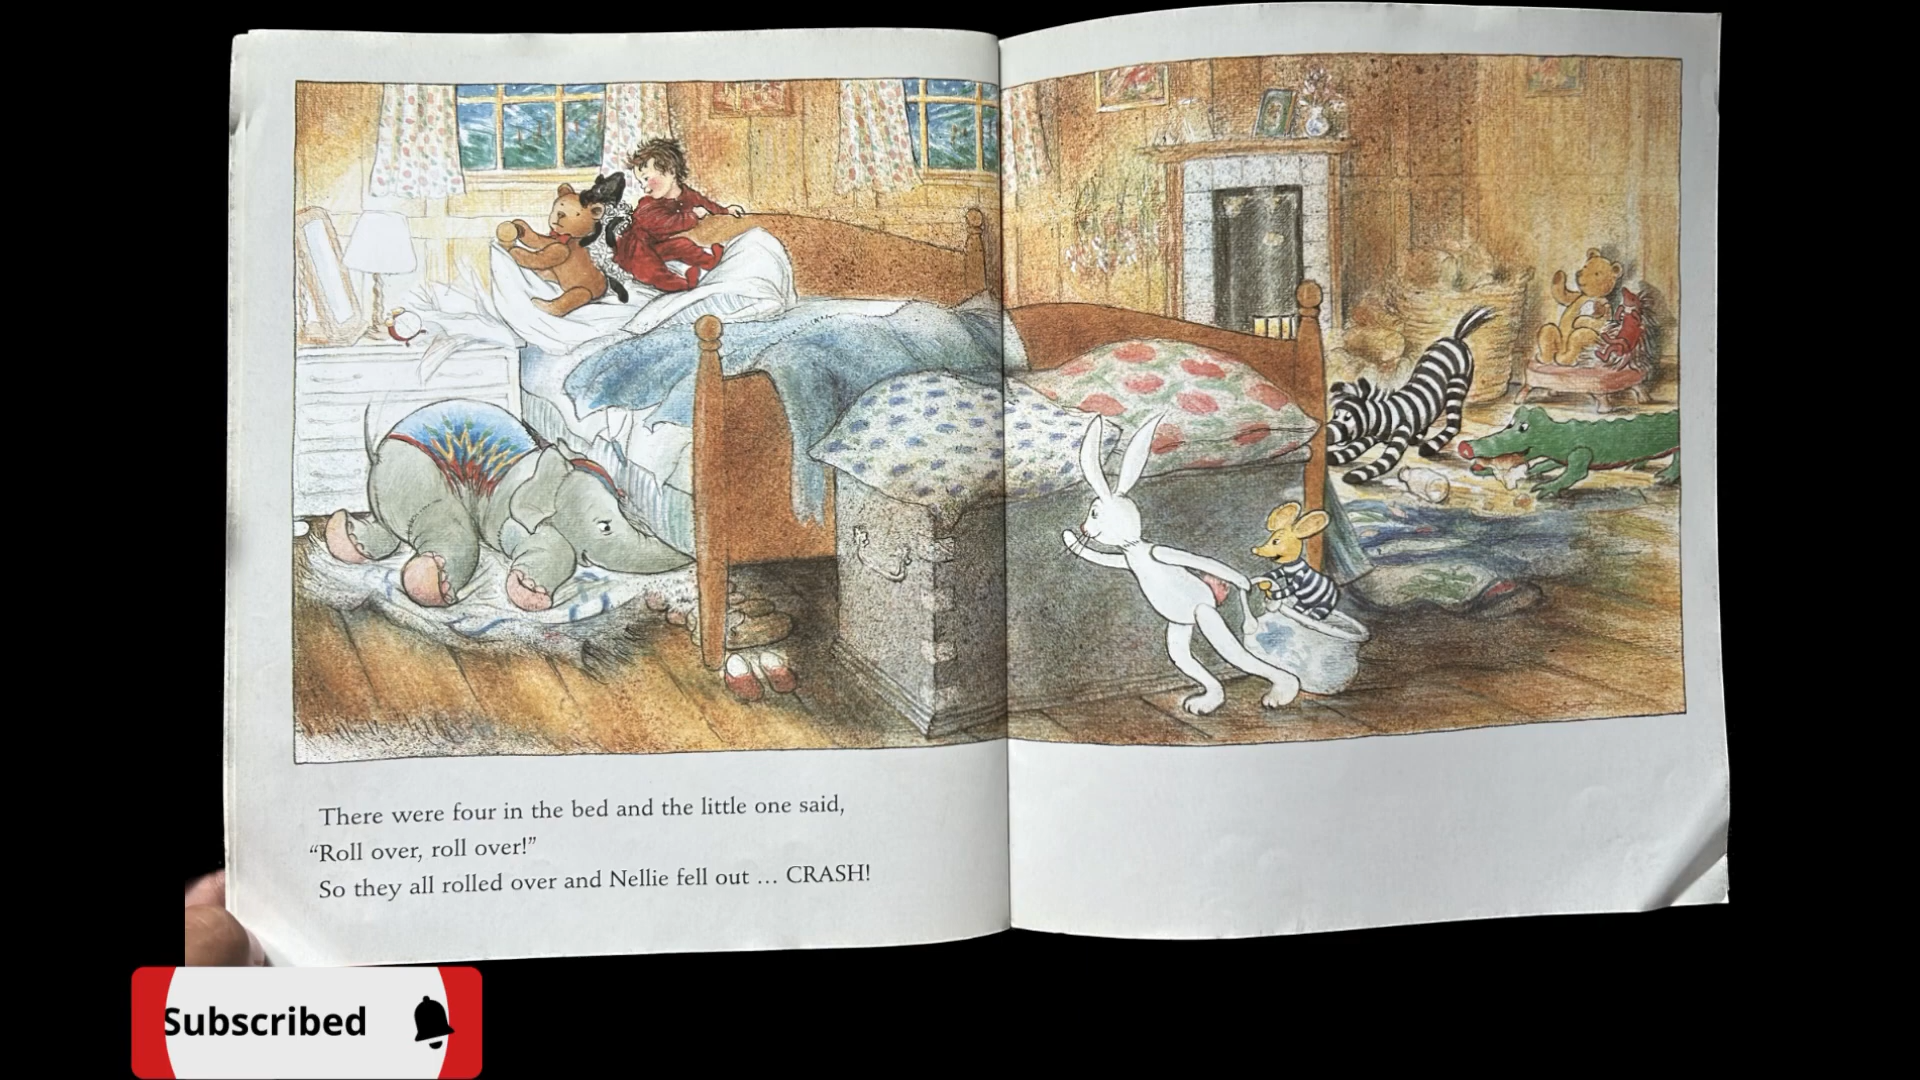 There were four in the bed and the little one said,
“Roll over, roll over!”
So they all rolled over and Nellie fell out ... CRASH!
Subscribed